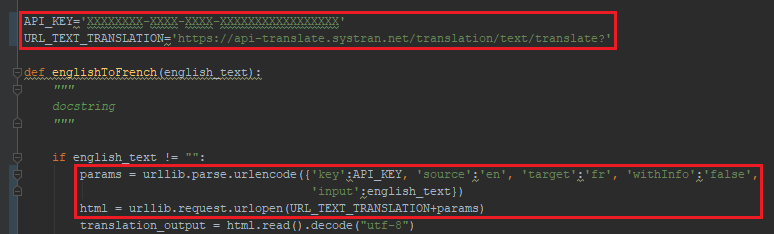 API_KEY='XXXXXXXX-XXXX-XXXX-XXXXXXXXXXXXXXXXXX'
URL_TEXT_TRANSLATION='https://api-translate.systran.net/translation/text/translate?'
def englishToFrench(english_text):
"""
docstring
"""
if english_text != "":
params = urllib.parse.urlencode({'key':API_KEY, 'source':'en', 'target':'fr', 'withInfo':'false',
'input':english_text})
html = urllib.request.urlopen(URL_TEXT_TRANSLATION+params)
translation_output = html.read().decode("utf-8")